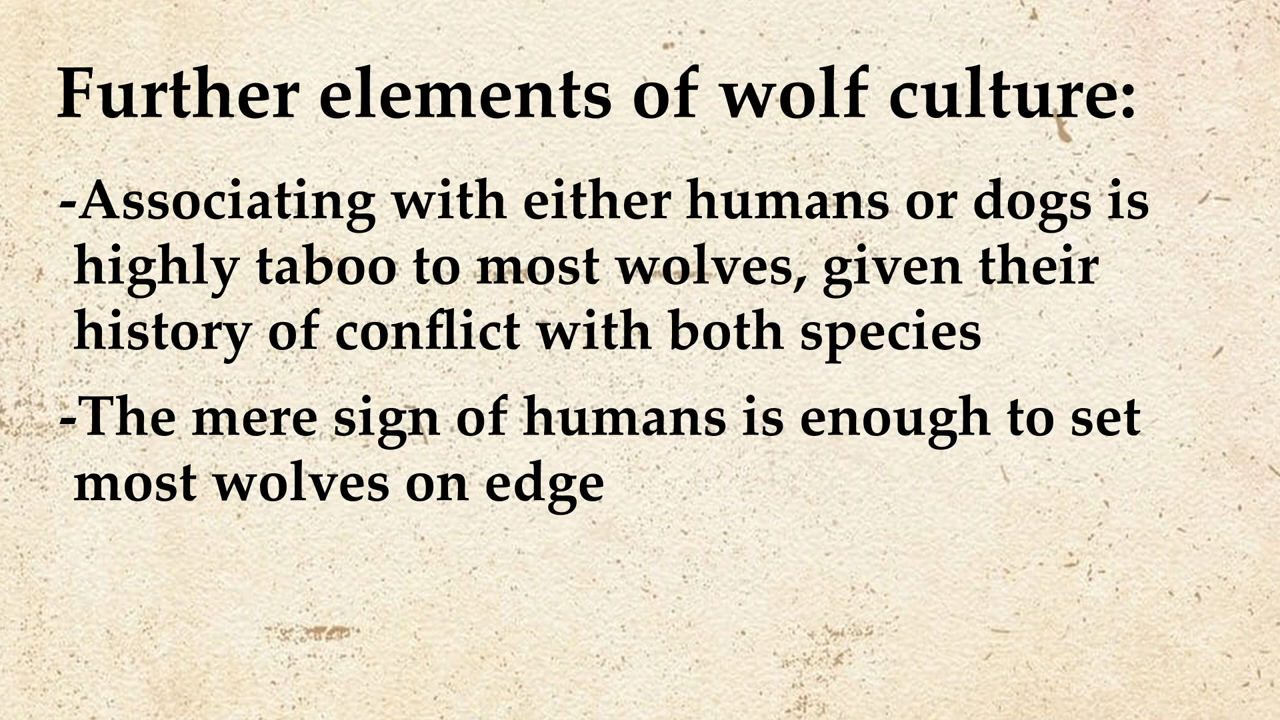 Further elements of wolf culture:
-Associating with either humans or dogs is
highly taboo to most wolves, given their
history of conflict with both species
-The mere sign of humans is enough to set
most wolves on edge